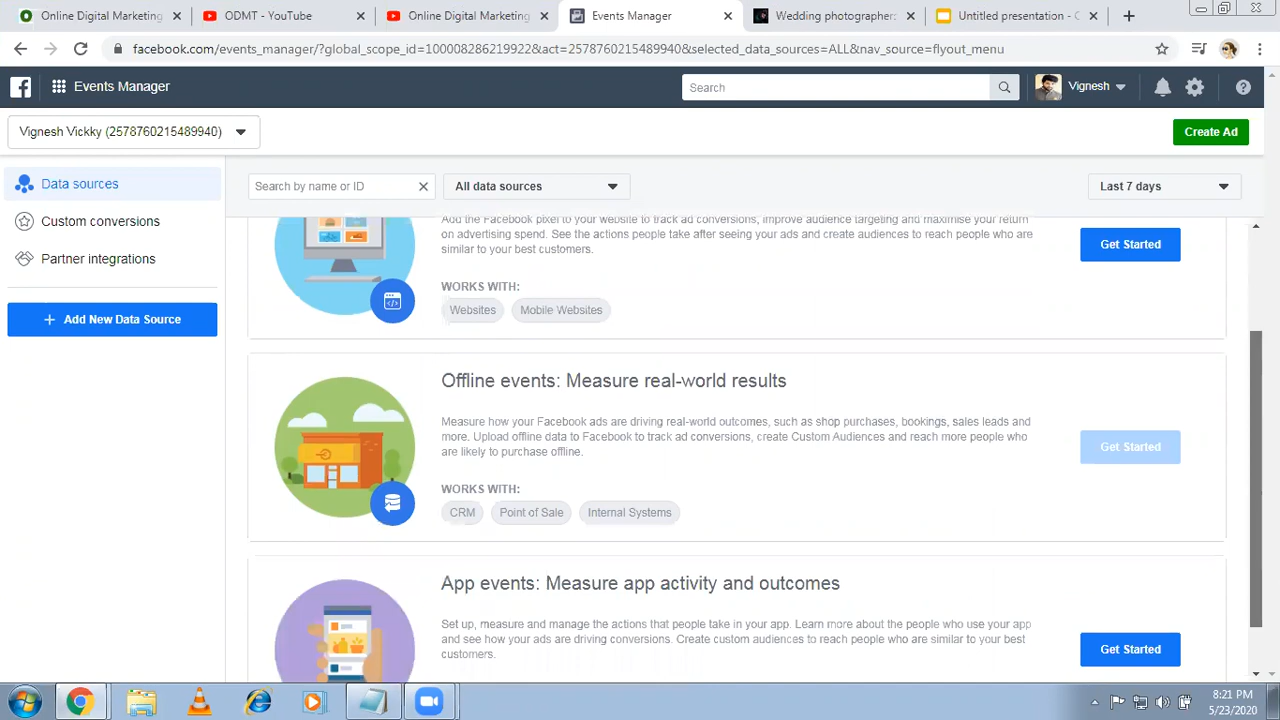 Online Digital Marketing
ODMT - YouTube
Online Digital Marketing
Events Manager
Wedding photographer
Untitled presentation - G
facebook.com/events_manager/?global_scope_id=100008286219922&act=2578760215489940&selected_data_sources=ALL&nav_source=flyout_menu
Events Manager
Search
Vignesh
Vignesh Vickky (2578760215489940)
Create Ad
Data sources
Search by name or ID
All data sources
Last 7 days
Custom conversions
Partner integrations
+ Add New Data Source
Add the Facebook pixel to your website to track ad conversions, improve audience targeting and maximise your return
on advertising spend. See the actions people take after seeing your ads and create audiences to reach people who are
similar to your best customers.
Get Started
WORKS WITH:
Websites
Mobile Websites
Offline events: Measure real-world results
Measure how your Facebook ads are driving real-world outcomes, such as shop purchases, bookings, sales leads and
more. Upload offline data to Facebook to track ad conversions, create Custom Audiences and reach more people who
are likely to purchase offline.
Get Started
WORKS WITH:
CRM
Point of Sale
Internal Systems
App events: Measure app activity and outcomes
Set up, measure and manage the actions that people take in your app. Learn more about the people who use your app
and see how your ads are driving conversions. Create custom audiences to reach people who are similar to your best
customers.
Get Started
8:21 PM
5/23/2020